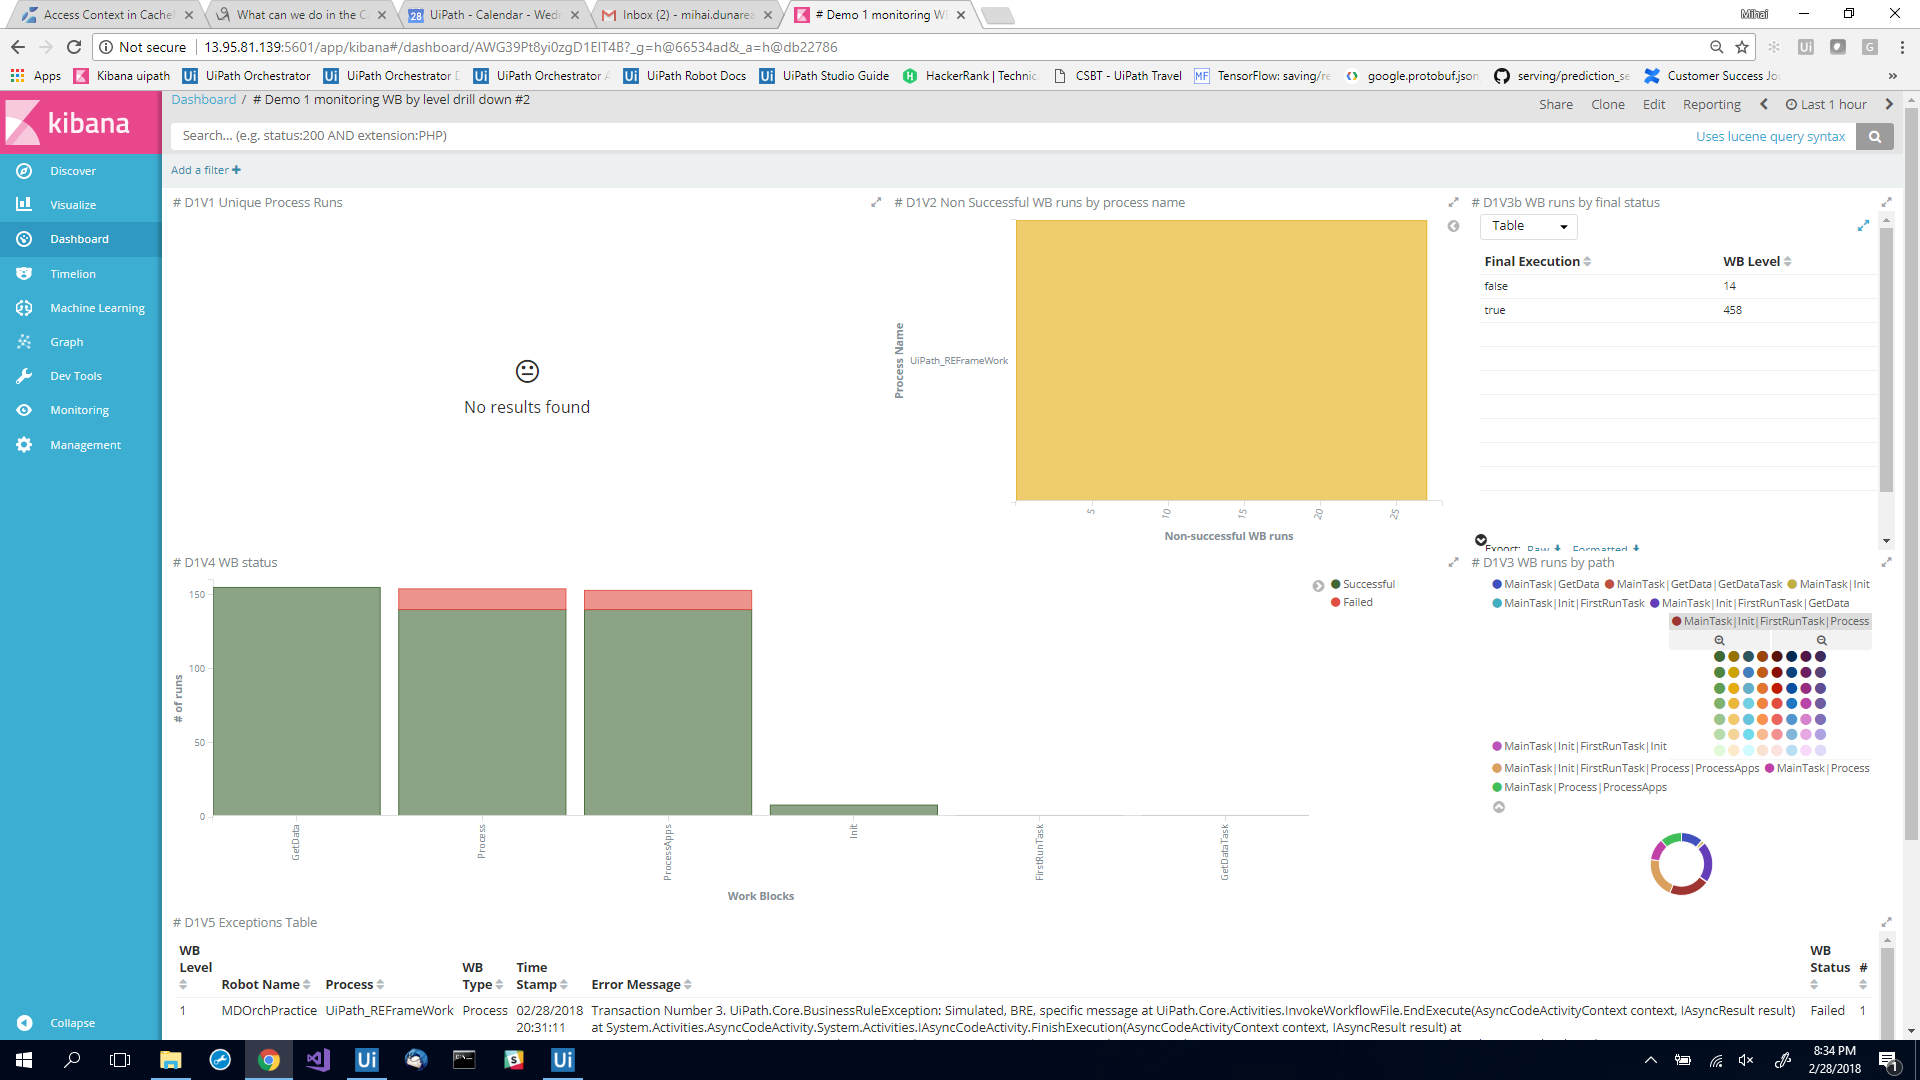 Access Context in Cache
What can we do in the C
28 UiPath - Calendar - Wed
Inbox (2) - mihai.dunarea
# Demo 1 monitoring W
Mihai
Not secure 13.95.81.139:5601/app/kibana#/dashboard/AWG39Pt8yi0zgD1EIT4B?_g=h@66534ad&_a=h@db22786
Apps Kibana uipath UiPath Orchestrator UiPath Orchestrator UiPath Orchestrator UiPath Robot Docs UiPath Studio Guide HackerRank | Technic CSBT - UiPath Travel TensorFlow: saving/re google.protobuf.json serving/prediction_se Customer Success Jou »
kibana
Discover
Visualize
Dashboard
Timelion
Machine Learning
Graph
Dev Tools
Monitoring
Management
Collapse
Dashboard / # Demo 1 monitoring WB by level drill down #2
Share Clone Edit Reporting Last 1 hour
Search... (e.g. status:200 AND extension:PHP)
Uses lucene query syntax
Add a filter +
# D1V1 Unique Process Runs
No results found
# D1V2 Non Successful WB runs by process name
Process Name
UiPath_REFrameWork
5 10 15 20 25
Non-successful WB runs
# D1V3b WB runs by final status
Table
Final Execution WB Level
false 14
true 458
Export: Raw Formatted
# D1V4 WB status
Successful
Failed
# of runs
150
100
50
0
GetData Process ProcessApps Init FirstRunTask GetDataTask
Work Blocks
# D1V3 WB runs by path
MainTask|GetData MainTask|GetData|GetDataTask MainTask|Init
MainTask|Init|FirstRunTask MainTask|Init|FirstRunTask|GetData
MainTask|Init|FirstRunTask|Process
MainTask|Init|FirstRunTask|Init
MainTask|Init|FirstRunTask|Process|ProcessApps MainTask|Process
MainTask|Process|ProcessApps
# D1V5 Exceptions Table
WB Level Robot Name Process WB Type Time Stamp Error Message WB Status #
1 MDOrchPractice UiPath_REFrameWork Process 02/28/2018 20:31:11 Transaction Number 3. UiPath.Core.BusinessRuleException: Simulated, BRE, specific message at UiPath.Core.Activities.InvokeWorkflowFile.EndExecute(AsyncCodeActivityContext context, IAsyncResult result) Failed 1
at System.Activities.AsyncCodeActivity.System.Activities.IAsyncCodeActivity.FinishExecution(AsyncCodeActivityContext context, IAsyncResult result) at
8:34 PM
2/28/2018
1